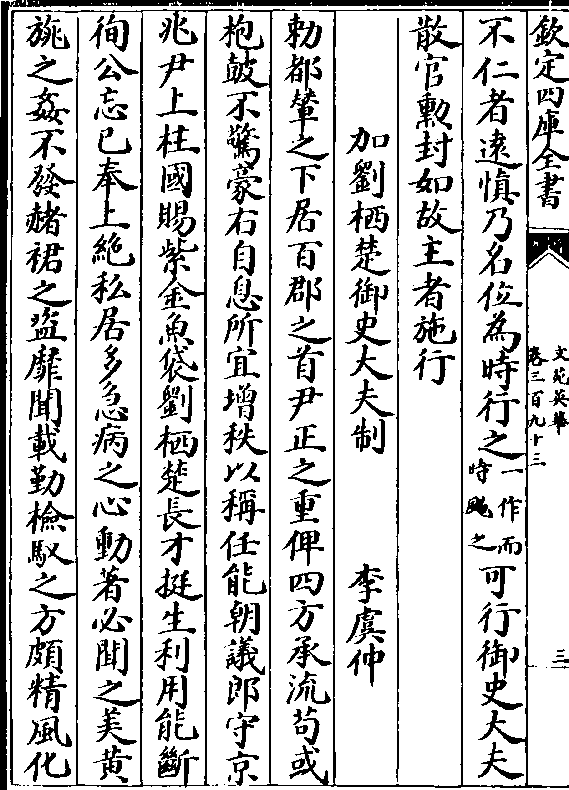 欽定四庫全書
文苑英華
卷三百九十三
三
不仁者遠慎乃名位為時行之一作而時颺之可行御史大夫
散官勲封如故主者施行
加劉栖楚御史大夫制 李虞仲
勅都輦之下居百郡之首尹正之重俾四方承流茍或
枹皷不驚豪右自息所宜增秩以稱任能朝議郎守京
兆尹上柱國賜紫金魚袋劉栖楚長才挺生利用能斷
徇公忘已奉上絶私居多急病之心動著必聞之美黃
旐之姦不發赭裙之盜靡聞載勤檢馭之方頗精風化